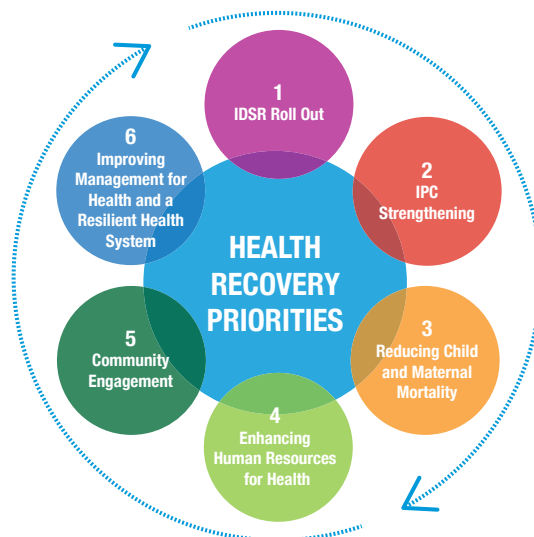 1
IDSR Roll Out
2
IPC
Strengthening
3
Reducing Child
and Maternal
Mortality
4
Enhancing
Human Resources
for Health
5
Community
Engagement
6
Improving
Management for
Health and a
Resilient Health
System
HEALTH
RECOVERY
PRIORITIES